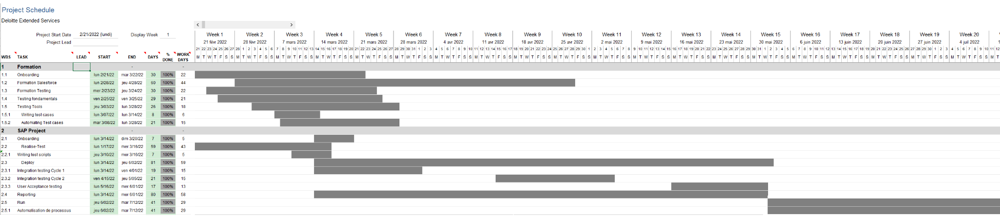 Project Schedule
Deloitte Extended Services
Project Start Date 2/21/2022 (lundi) Display Week 1
Project Lead
Week 1 Week 2 Week 3 Week 4 Week 5 Week 6 Week 7 Week 8 Week 9 Week 10 Week 11 Week 12 Week 13 Week 14 Week 15 Week 16 Week 17 Week 18 Week 19 Week 20
21 févr 2022 28 févr 2022 7 mars 2022 14 mars 2022 21 mars 2022 28 mars 2022 4 avr 2022 11 avr 2022 18 avr 2022 25 avr 2022 2 mai 2022 9 mai 2022 16 mai 2022 23 mai 2022 30 mai 2022 6 juin 2022 13 juin 2022 20 juin 2022 27 juin 2022 4 juil 2022
21 22 23 24 25 26 27 28 1 2 3 4 5 6 7 8 9 10 11 12 13 14 15 16 17 18 19 20 21 22 23 24 25 26 27 28 29 30 31 1 2 3 4 5 6 7 8 9 10 11 12 13 14 15 16 17 18 19 20 21 22 23 24 25 26 27 28 29 30 1 2 3 4 5 6 7 8 9 10 11 12 13 14 15 16 17 18 19 20 21 22 23 24 25 26 27 28 29 30 31 1 2 3 4 5 6 7 8 9 10 11 12 13 14 15 16 17 18 19 20 21 22 23 24 25 26 27 28 29 30 1 2 3 4 5 6 7 8 9 10 11 12
WBS TASK LEAD START END DAYS % DONE WORK DAYS
M T W T F S S M T W T F S S M T W T F S S M T W T F S S M T W T F S S M T W T F S S M T W T F S S M T W T F S S M T W T F S S M T W T F S S M T W T F S S M T W T F S S M T W T F S S M T W T F S S M T W T F S S M T W T F S S M T W T F S S M T W T F S S M T W T F S S M T W T F S S M T
1 Formation - -
1.1 Onboarding lun 2/21/22 mar 3/22/22 30 100% 22
1.2 Formation Salesforce lun 2/28/22 jeu 4/28/22 60 100% 44
1.3 Formation Testing mer 2/23/22 jeu 3/24/22 30 100% 22
1.4 Testing fondamentals ven 2/25/22 ven 3/25/22 29 100% 21
1.5 Testing Tools jeu 3/03/22 lun 3/28/22 26 100% 18
1.5.1 Writing test cases lun 3/07/22 lun 3/14/22 8 100% 6
1.5.2 Automating Test cases mar 3/08/22 lun 3/28/22 21 100% 15
2 SAP Project - -
2.1 Onboarding lun 3/14/22 dim 3/20/22 7 100% 5
2.2 Realise-Test lun 1/17/22 mer 3/16/22 59 100% 43
2.2.1 Writing test scripts jeu 3/10/22 mer 3/16/22 7 100% 5
2.3 Deploy lun 3/14/22 jeu 6/02/22 81 100% 59
2.3.1 Integration testing Cycle 1 lun 3/14/22 ven 4/01/22 19 100% 15
2.3.2 Integration testing Cycle 2 ven 4/15/22 jeu 5/05/22 21 100% 15
2.3.3 User Acceptance testing lun 5/16/22 mer 6/01/22 17 100% 13
2.4 Reporting lun 3/14/22 mer 6/01/22 80 100% 58
2.5 Run jeu 6/02/22 mar 7/12/22 41 100% 29
2.5.1 Automatisation de processus jeu 6/02/22 mar 7/12/22 41 100% 29